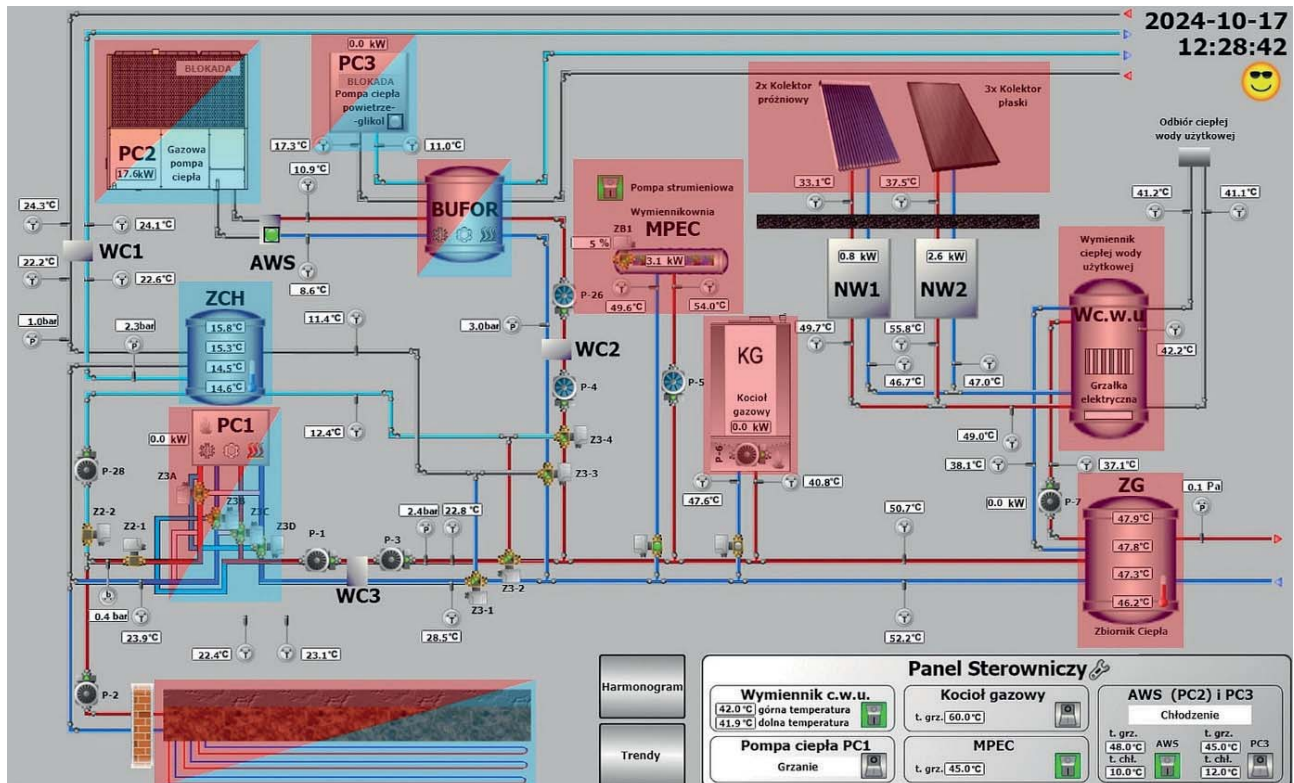 2024-10-17
12:28:42
BLOKADA
PC2
17.6kW
Gazowa
pompa
ciepła
0.0 kW
PC3
BLOKADA
Pompa ciepła
powietrze-
-glikol
17.3°C
11.0°C
10.9°C
BUFOR
AWS
8.6°C
24.3°C
24.1°C
WC1
22.2°C
22.6°C
1.0bar
2.3bar
ZCH
15.8°C
15.3°C
14.5°C
14.6°C
11.4°C
12.4°C
3.0bar
P-26
WC2
P-4
Z3-4
Z3-3
Pompa strumieniowa
Wymiennikownia
MPEC
ZB1
5 %
3.1 kW
49.6°C
54.0°C
P-5
2x Kolektor
próżniowy
3x Kolektor
płaski
33.1°C
37.5°C
0.8 kW
NW1
2.6 kW
NW2
49.7°C
55.8°C
46.7°C
47.0°C
Odbiór ciepłej
wody użytkowej
41.2°C
41.1°C
Wymiennik
ciepłej wody
użytkowej
Wc.w.u
42.2°C
Grzałka
elektryczna
KG
Kocioł
gazowy
0.0 kW
P-6
47.6°C
40.8°C
49.0°C
38.1°C
37.1°C
0.0 kW
P-7
ZG
47.9°C
47.8°C
47.3°C
46.2°C
Zbiornik Ciepła
0.1 Pa
50.7°C
52.2°C
0.0 kW
PC1
Z3A
Z3B
Z3C
Z3D
P-28
Z2-2
Z2-1
P-1
P-3
WC3
2.4bar
22.8°C
Z3-2
Z3-1
28.5°C
0.4 bar
23.9°C
22.4°C
23.1°C
P-2
Harmonogram
Trendy
Panel Sterowniczy
Wymiennik c.w.u.
42.0°C górna temperatura
41.9°C dolna temperatura
Pompa ciepła PC1
Grzanie
Kocioł gazowy
t. grz. 60.0°C
MPEC
t. grz. 45.0°C
AWS (PC2) i PC3
Chłodzenie
t. grz.
48.0°C
t. chł.
10.0°C
AWS
t. grz.
45.0°C
t. chł.
12.0°C
PC3